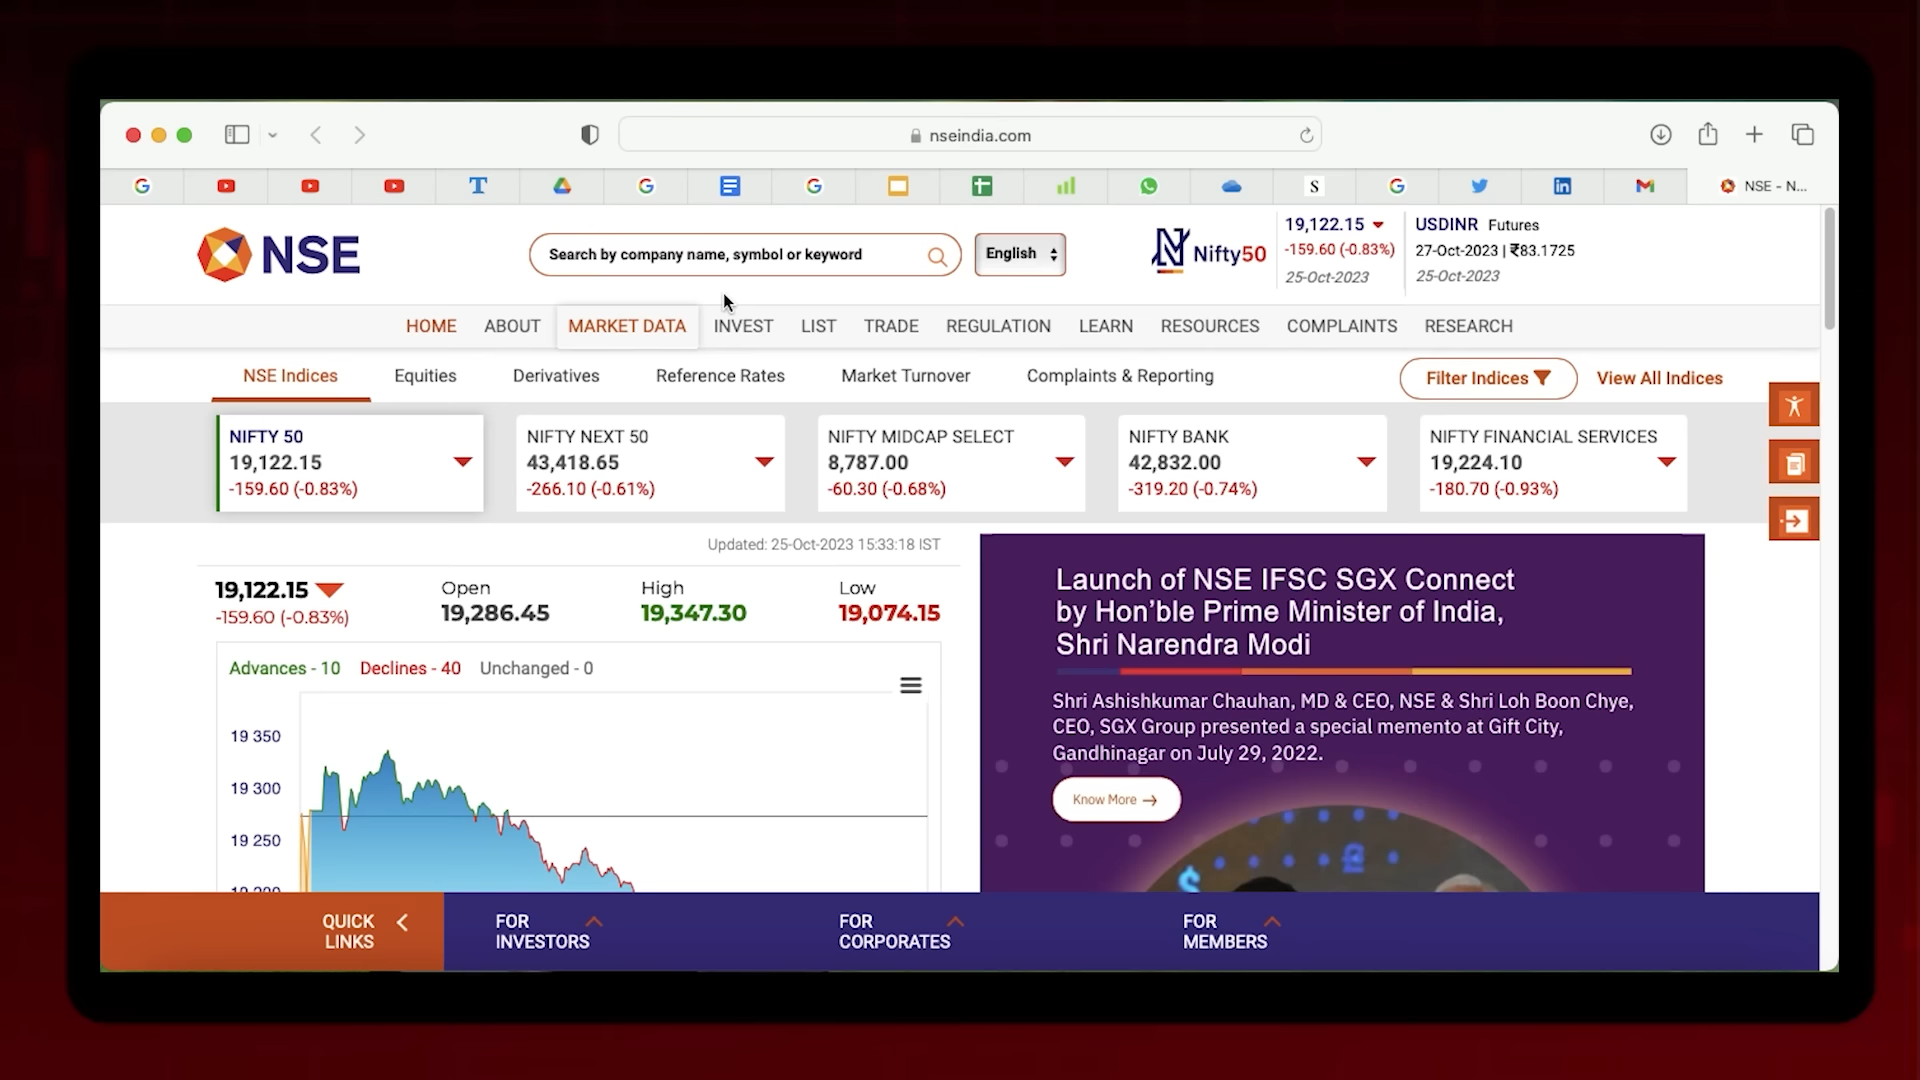 nseindia.com
S
NSE - N...
NSE
Search by company name, symbol or keyword
English
Nifty50
19,122.15
-159.60 (-0.83%)
25-Oct-2023
USDINR Futures
27-Oct-2023 | ₹83.1725
25-Oct-2023
HOME ABOUT MARKET DATA INVEST LIST TRADE REGULATION LEARN RESOURCES COMPLAINTS RESEARCH
NSE Indices Equities Derivatives Reference Rates Market Turnover Complaints & Reporting Filter Indices View All Indices
NIFTY 50
19,122.15
-159.60 (-0.83%)
NIFTY NEXT 50
43,418.65
-266.10 (-0.61%)
NIFTY MIDCAP SELECT
8,787.00
-60.30 (-0.68%)
NIFTY BANK
42,832.00
-319.20 (-0.74%)
NIFTY FINANCIAL SERVICES
19,224.10
-180.70 (-0.93%)
Updated: 25-Oct-2023 15:33:18 IST
19,122.15
-159.60 (-0.83%)
Open
19,286.45
High
19,347.30
Low
19,074.15
Advances - 10 Declines - 40 Unchanged - 0
19 350
19 300
19 250
Launch of NSE IFSC SGX Connect
by Hon'ble Prime Minister of India,
Shri Narendra Modi
Shri Ashishkumar Chauhan, MD & CEO, NSE & Shri Loh Boon Chye,
CEO, SGX Group presented a special memento at Gift City,
Gandhinagar on July 29, 2022.
Know More →
QUICK
LINKS
FOR
INVESTORS
FOR
CORPORATES
FOR
MEMBERS